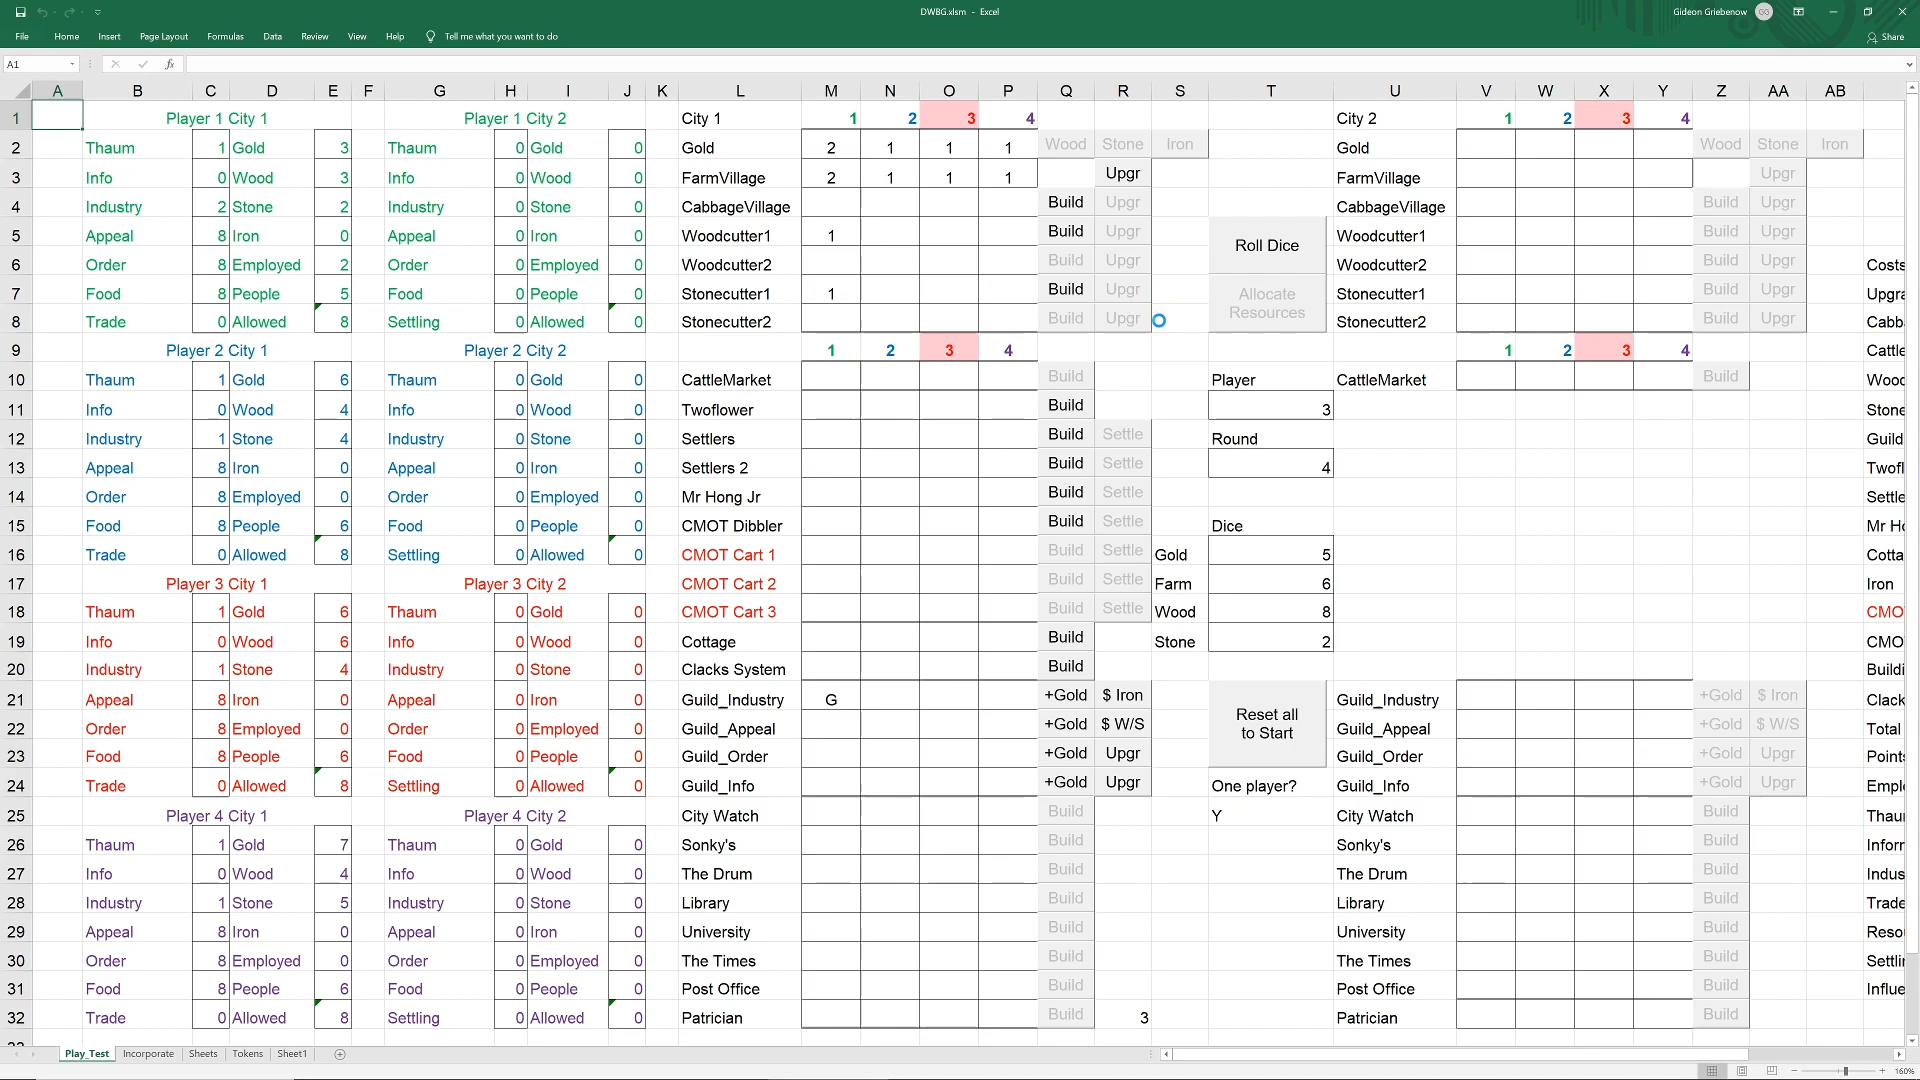 DWBG.xlsm - Excel
Gideon Griebenow GG
File Home Insert Page Layout Formulas Data Review View Help Tell me what you want to do Share
A1 fx
A B C D E F G H I J K L M N O P Q R S T U V W X Y Z AA AB
1 Player 1 City 1 Player 1 City 2 City 1 1 2 3 4 City 2 1 2 3 4
2 Thaum 1 Gold 3 Thaum 0 Gold 0 Gold 2 1 1 1 Wood Stone Iron Gold Wood Stone Iron
3 Info 0 Wood 3 Info 0 Wood 0 FarmVillage 2 1 1 1 Upgr FarmVillage Upgr
4 Industry 2 Stone 2 Industry 0 Stone 0 CabbageVillage Build Upgr CabbageVillage Build Upgr
5 Appeal 8 Iron 0 Appeal 0 Iron 0 Woodcutter1 1 Build Upgr Roll Dice Woodcutter1 Build Upgr
6 Order 8 Employed 2 Order 0 Employed 0 Woodcutter2 Build Upgr Woodcutter2 Build Upgr Costs
7 Food 8 People 5 Food 0 People 0 Stonecutter1 1 Build Upgr Allocate Resources Stonecutter1 Build Upgr Upgra
8 Trade 0 Allowed 8 Settling 0 Allowed 0 Stonecutter2 Build Upgr Stonecutter2 Build Upgr Cabb
9 Player 2 City 1 Player 2 City 2 1 2 3 4 1 2 3 4 Cattle
10 Thaum 1 Gold 6 Thaum 0 Gold 0 CattleMarket Build Player CattleMarket Build Wood
11 Info 0 Wood 4 Info 0 Wood 0 Twoflower Build 3 Stone
12 Industry 1 Stone 4 Industry 0 Stone 0 Settlers Build Settle Round Guild
13 Appeal 8 Iron 0 Appeal 0 Iron 0 Settlers 2 Build Settle 4 Twofl
14 Order 8 Employed 0 Order 0 Employed 0 Mr Hong Jr Build Settle Settle
15 Food 8 People 6 Food 0 People 0 CMOT Dibbler Build Settle Dice Mr Ho
16 Trade 0 Allowed 8 Settling 0 Allowed 0 CMOT Cart 1 Build Settle Gold 5 Cotta
17 Player 3 City 1 Player 3 City 2 CMOT Cart 2 Build Settle Farm 6 Iron
18 Thaum 1 Gold 6 Thaum 0 Gold 0 CMOT Cart 3 Build Settle Wood 8 CMO
19 Info 0 Wood 6 Info 0 Wood 0 Cottage Build Stone 2 CMO
20 Industry 1 Stone 4 Industry 0 Stone 0 Clacks System Build Buildi
21 Appeal 8 Iron 0 Appeal 0 Iron 0 Guild_Industry G +Gold $ Iron Reset all to Start Guild_Industry +Gold $ Iron Clack
22 Order 8 Employed 0 Order 0 Employed 0 Guild_Appeal +Gold $ W/S Guild_Appeal +Gold $ W/S Total
23 Food 8 People 6 Food 0 People 0 Guild_Order +Gold Upgr Guild_Order +Gold Upgr Points
24 Trade 0 Allowed 8 Settling 0 Allowed 0 Guild_Info +Gold Upgr One player? Guild_Info +Gold Upgr Emplo
25 Player 4 City 1 Player 4 City 2 City Watch Build Y City Watch Build Thau
26 Thaum 1 Gold 7 Thaum 0 Gold 0 Sonky's Build Sonky's Build Inforr
27 Info 0 Wood 4 Info 0 Wood 0 The Drum Build The Drum Build Indus
28 Industry 1 Stone 5 Industry 0 Stone 0 Library Build Library Build Trade
29 Appeal 8 Iron 0 Appeal 0 Iron 0 University Build University Build Reso
30 Order 8 Employed 0 Order 0 Employed 0 The Times Build The Times Build Settlin
31 Food 8 People 6 Food 0 People 0 Post Office Build Post Office Build Influe
32 Trade 0 Allowed 8 Settling 0 Allowed 0 Patrician Build 3 Patrician Build
Play_Test Incorporate Sheets Tokens Sheet1
160%